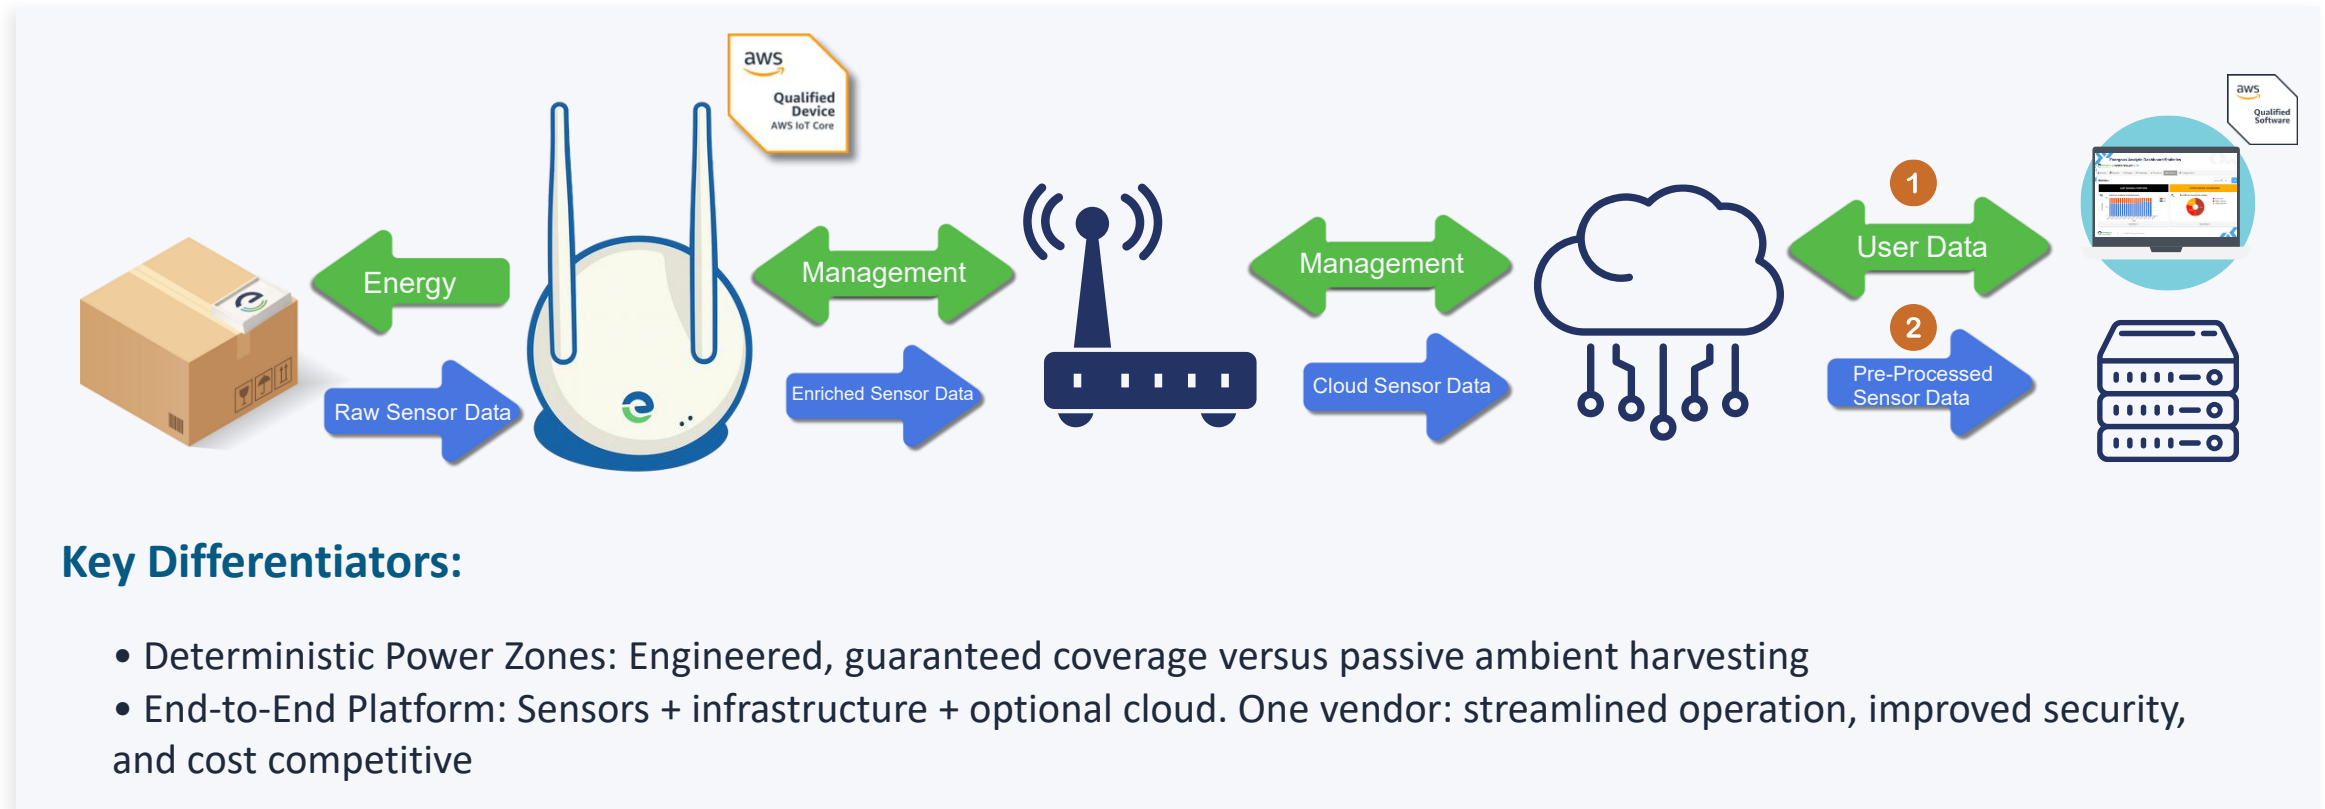 aws
Qualified
Device
AWS IoT Core
aws
Qualified
Software
Energy
Raw Sensor Data
Management
Enriched Sensor Data
Management
Cloud Sensor Data
1
User Data
2
Pre-Processed
Sensor Data
Key Differentiators:
• Deterministic Power Zones: Engineered, guaranteed coverage versus passive ambient harvesting
• End-to-End Platform: Sensors + infrastructure + optional cloud. One vendor: streamlined operation, improved security,
and cost competitive